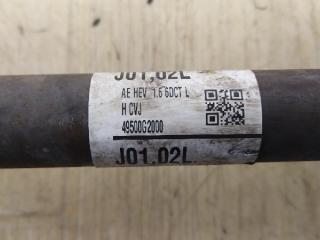 J01,02L
AE HEV 1.6 6DCT L
H CVJ
49500G2000
J01,02L